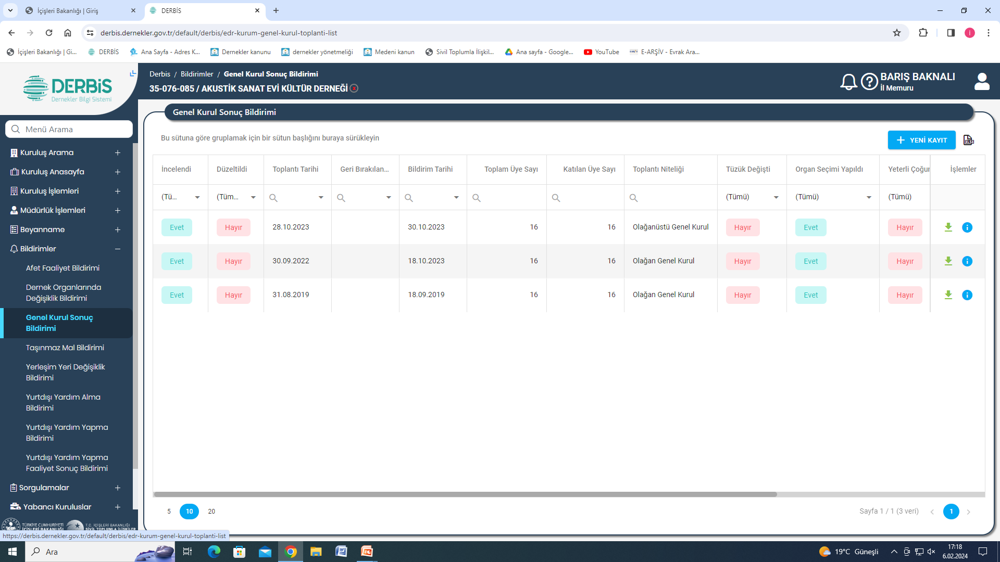 İçişleri Bakanlığı | Giriş
DERBİS
derbis.dernekler.gov.tr/default/derbis/edr-kurum-genel-kurul-toplanti-list
İçişleri Bakanlığı | Gi...
DERBİS
Ana Sayfa - Adres K...
Dernekler kanunu
dernekler yönetmeliği
Medeni kanun
Sivil Toplumla İlişkil...
Ana sayfa - Google...
YouTube
E-ARŞİV - Evrak Ara...
DERBiS
Dernekler Bilgi Sistemi
Derbis / Bildirimler / Genel Kurul Sonuç Bildirimi
35-076-085 / AKUSTİK SANAT EVİ KÜLTÜR DERNEĞİ x
BARIŞ BAKNALI
İl Memuru
Menü Arama
Kuruluş Arama
Kuruluş Anasayfa
Kuruluş İşlemleri
Müdürlük İşlemleri
Beyanname
Bildirimler
Afet Faaliyet Bildirimi
Dernek Organlarında
Değişiklik Bildirimi
Genel Kurul Sonuç
Bildirimi
Taşınmaz Mal Bildirimi
Yerleşim Yeri Değişiklik
Bildirimi
Yurtdışı Yardım Alma
Bildirimi
Yurtdışı Yardım Yapma
Bildirimi
Yurtdışı Yardım Yapma
Faaliyet Sonuç Bildirimi
Sorgulamalar
Yabancı Kuruluslar
TÜRKİYE CUMHURİYETİ
İÇİŞLERİ BAKANLIĞI
T.C. İÇİŞLERİ BAKANLIĞI
SİVİL TOPLUMLA İLİŞKİLER
Genel Kurul Sonuç Bildirimi
Bu sütuna göre gruplamak için bir sütun başlığını buraya sürükleyin
YENİ KAYIT
XLSX
İncelendi Düzeltildi Toplantı Tarihi Geri Bırakılan... Bildirim Tarihi Toplam Üye Sayı Katılan Üye Sayı Toplantı Niteliği Tüzük Değişti Organ Seçimi Yapıldı Yeterli Çoğur İşlemler
(Tü... (Tüm... (Tümü) (Tümü) (Tümü)
Evet Hayır 28.10.2023 30.10.2023 16 16 Olağanüstü Genel Kurul Hayır Evet Hayır
Evet Hayır 30.09.2022 18.10.2023 16 16 Olağan Genel Kurul Hayır Evet Hayır
Evet Hayır 31.08.2019 18.09.2019 16 16 Olağan Genel Kurul Hayır Evet Hayır
5 10 20
Sayfa 1 / 1 (3 veri) 1
https://derbis.dernekler.gov.tr/default/derbis/edr-kurum-genel-kurul-toplanti-list
Ara
19°C Güneşli
17:18
6.02.2024